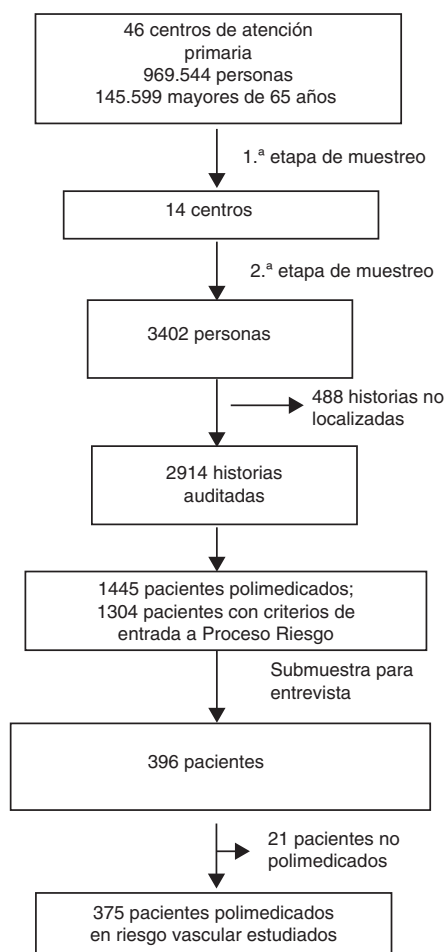 46 centros de atención
primaria
969.544 personas
145.599 mayores de 65 años
1.ª etapa de muestreo
14 centros
2.ª etapa de muestreo
3402 personas
488 historias no
localizadas
2914 historias
auditadas
1445 pacientes polimedicados;
1304 pacientes con criterios de
entrada a Proceso Riesgo
Submuestra para
entrevista
396 pacientes
21 pacientes no
polimedicados
375 pacientes polimedicados
en riesgo vascular estudiados